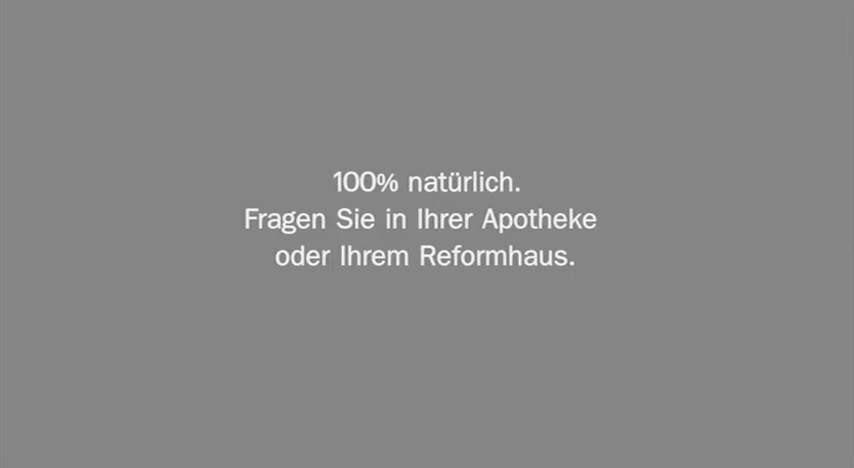 100% natürlich.
Fragen Sie in Ihrer Apotheke
oder Ihrem Reformhaus.